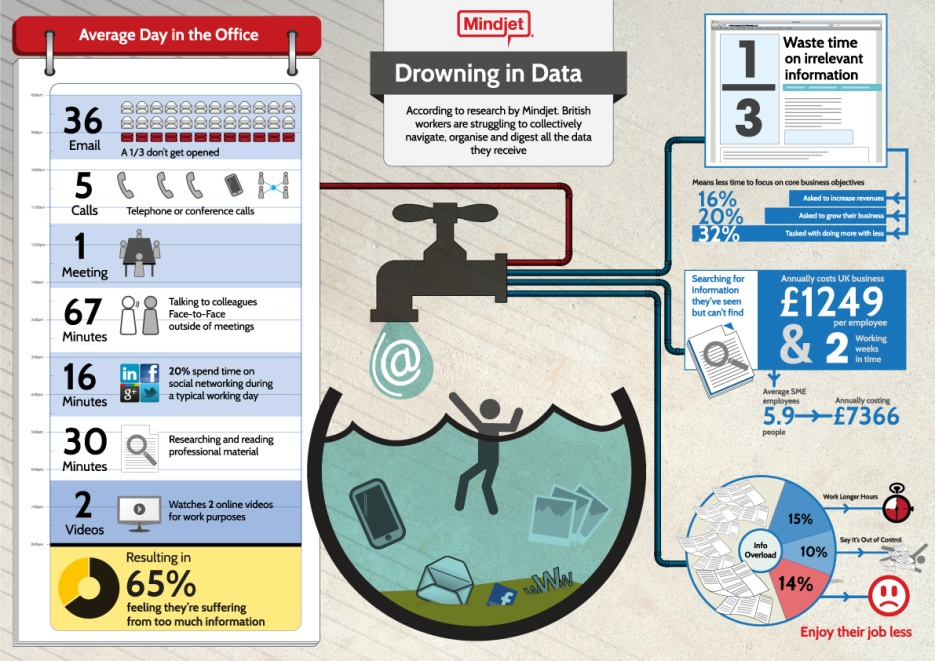 Average Day in the Office
36
Email
A 1/3 don't get opened
5
Calls
Telephone or conference calls
1
Meeting
67
Minutes
Talking to colleagues
Face-to-Face
outside of meetings
16
Minutes
in f
g+
20% spend time on
social networking during
a typical working day
30
Minutes
Researching and reading
professional material
2
Videos
Watches 2 online videos
for work purposes
Resulting in
65%
feeling they're suffering
from too much information
Mindjet
Drowning in Data
According to research by Mindjet. British
workers are struggling to collectively
navigate, organise and digest all the data
they receive
@
f
WWW
1
3
Waste time
on irrelevant
information
Means less time to focus on core business objectives
16% Asked to increase revenues
20% Asked to grow their business
32% Tasked with doing more with less
Searching for
information
they've seen
but can't find
Annually costs UK business
£1249
per employee
& 2 Working
weeks
in time
Average SME
employees
5.9
people
Annually costing
£7366
Info
Overload
15%
Work Longer Hours
10%
Say It's Out of Control
14%
Enjoy their job less